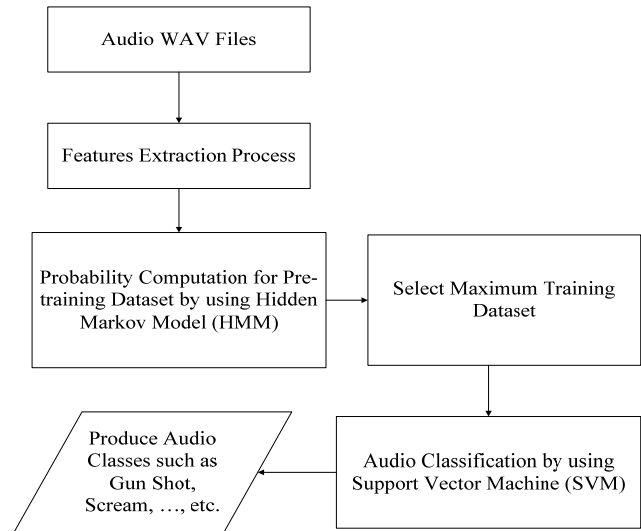 Audio WAV Files
Features Extraction Process
Probability Computation for Pre-
training Dataset by using Hidden
Markov Model (HMM)
Select Maximum Training
Dataset
Audio Classification by using
Support Vector Machine (SVM)
Produce Audio
Classes such as
Gun Shot,
Scream, …, etc.